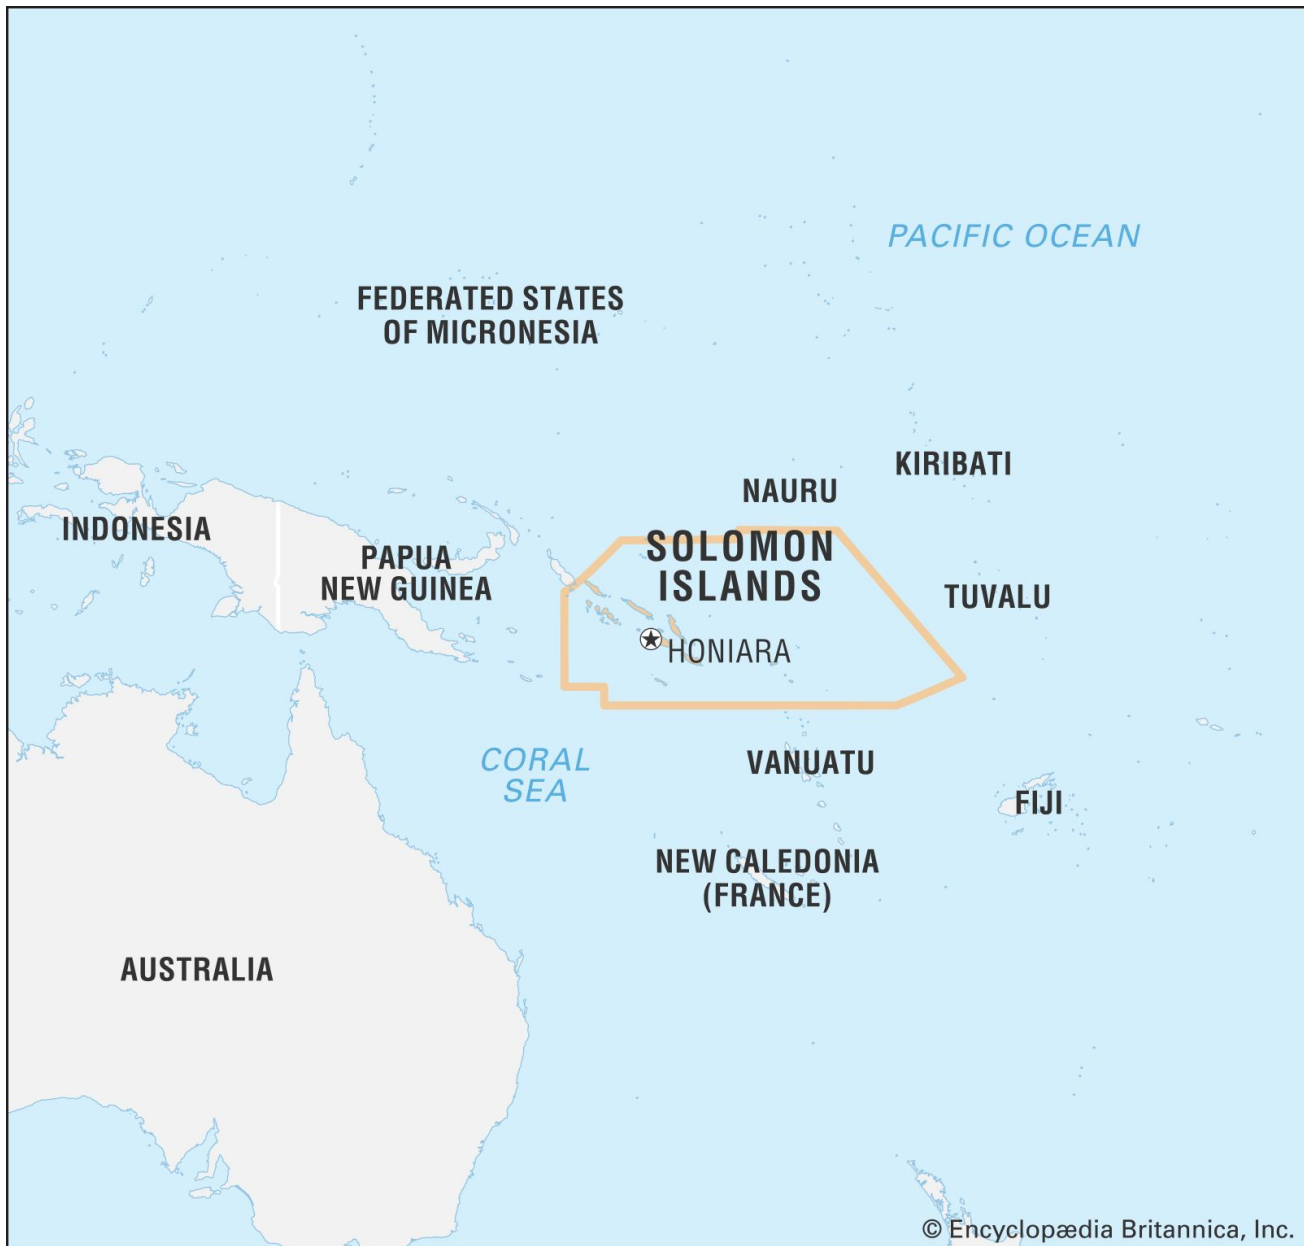 PACIFIC OCEAN
FEDERATED STATES
OF MICRONESIA
KIRIBATI
NAURU
INDONESIA
PAPUA
NEW GUINEA
SOLOMON
ISLANDS
TUVALU
HONIARA
CORAL
SEA
VANUATU
FIJI
NEW CALEDONIA
(FRANCE)
AUSTRALIA
© Encyclopædia Britannica, Inc.